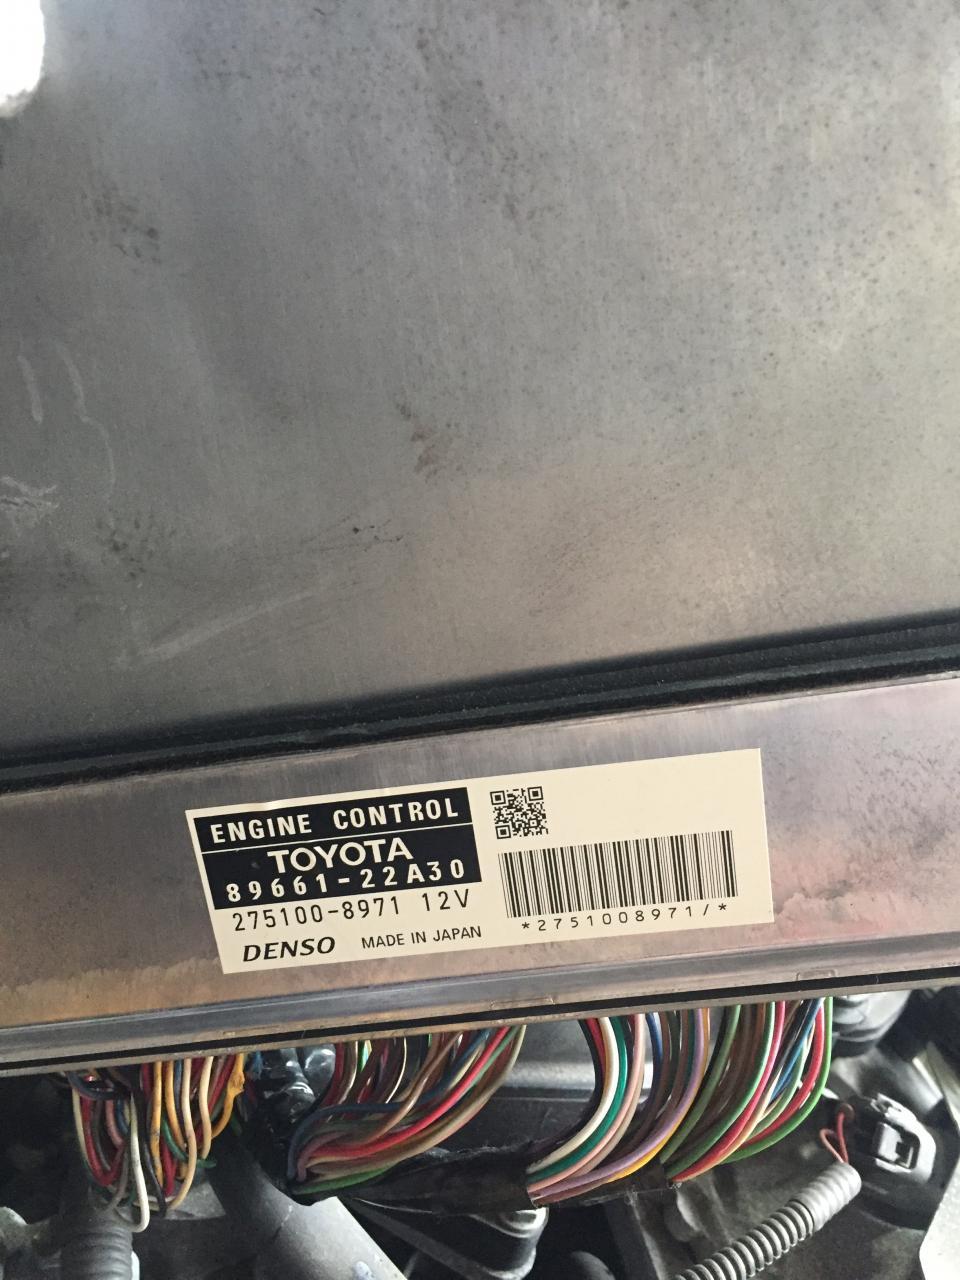 ENGINE CONTROL
TOYOTA
89661-22A30
275100-8971 12V
DENSO MADE IN JAPAN
*2751008971/*